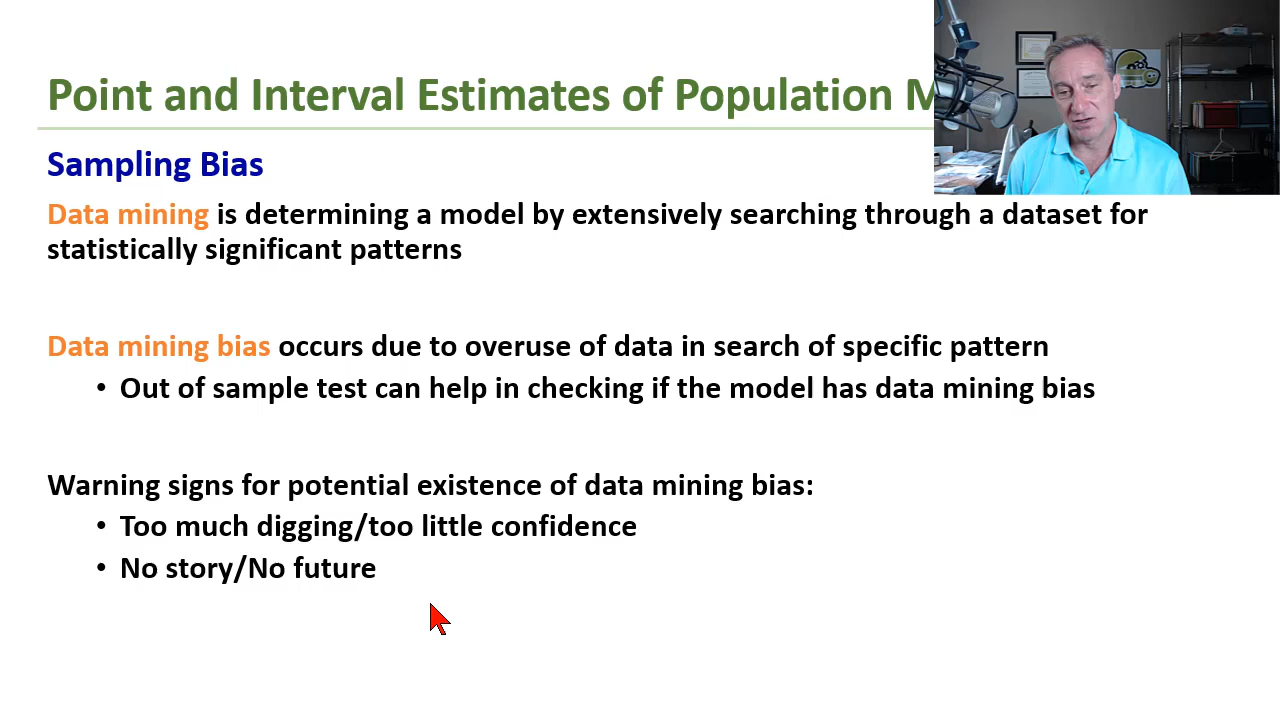 Point and Interval Estimates of Population M
Sampling Bias
Data mining is determining a model by extensively searching through a dataset for
statistically significant patterns
Data mining bias occurs due to overuse of data in search of specific pattern
• Out of sample test can help in checking if the model has data mining bias
Warning signs for potential existence of data mining bias:
• Too much digging/too little confidence
• No story/No future